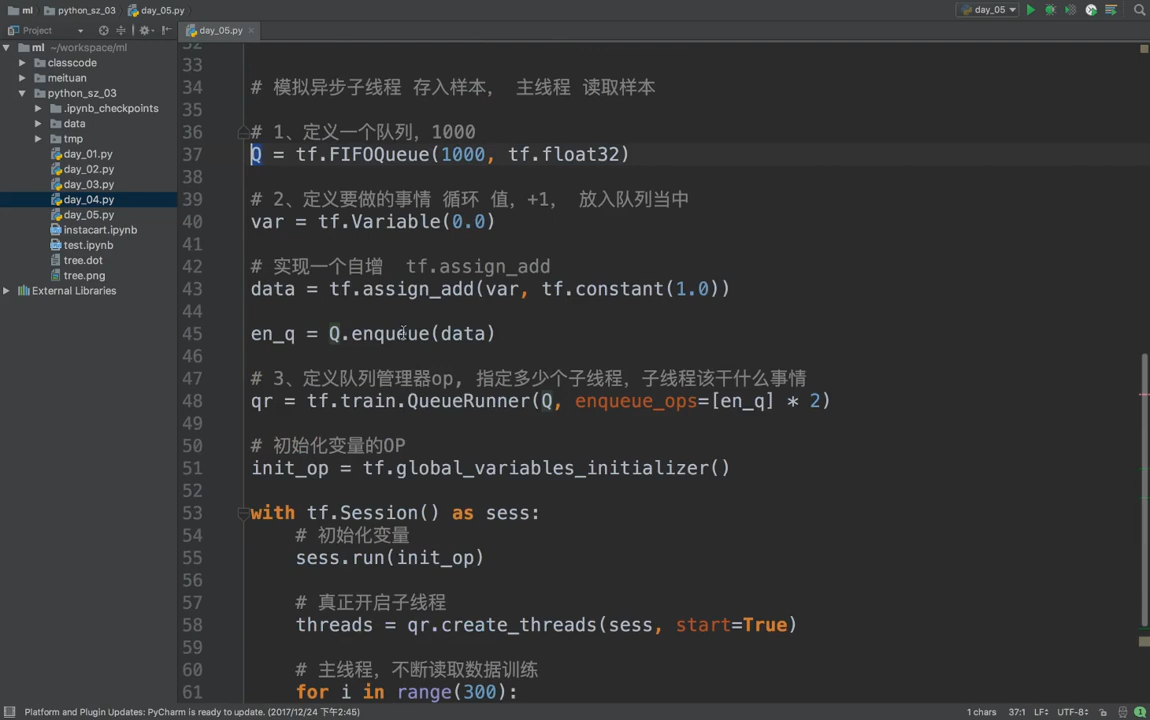 ml python_sz_03 day_05.py
day_05
Project
day_05.py
ml ~/workspace/ml
classcode
meituan
python_sz_03
.ipynb_checkpoints
data
tmp
day_01.py
day_02.py
day_03.py
day_04.py
day_05.py
instacart.ipynb
test.ipynb
tree.dot
tree.png
External Libraries
32
33
34 # 模拟异步子线程 存入样本， 主线程 读取样本
35
36 # 1、定义一个队列，1000
37 Q = tf.FIFOQueue(1000, tf.float32)
38
39 # 2、定义要做的事情 循环 值，+1， 放入队列当中
40 var = tf.Variable(0.0)
41
42 # 实现一个自增 tf.assign_add
43 data = tf.assign_add(var, tf.constant(1.0))
44
45 en_q = Q.enqueue(data)
46
47 # 3、定义队列管理器op, 指定多少个子线程，子线程该干什么事情
48 qr = tf.train.QueueRunner(Q, enqueue_ops=[en_q] * 2)
49
50 # 初始化变量的OP
51 init_op = tf.global_variables_initializer()
52
53 with tf.Session() as sess:
54 # 初始化变量
55 sess.run(init_op)
56
57 # 真正开启子线程
58 threads = qr.create_threads(sess, start=True)
59
60 # 主线程，不断读取数据训练
61 for i in range(300):
Platform and Plugin Updates: PyCharm is ready to update. (2017/12/24 下午2:45)
1 chars 37:1 LF÷ UTF-8÷ 1